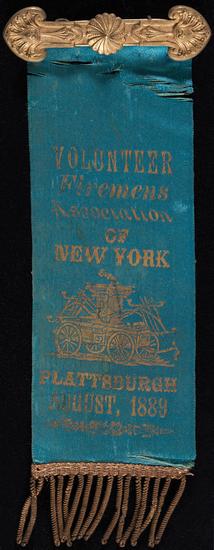 VOLUNTEER
Firemens
Association
OF
NEW YORK
PLATTSBURGH
AUGUST, 1889